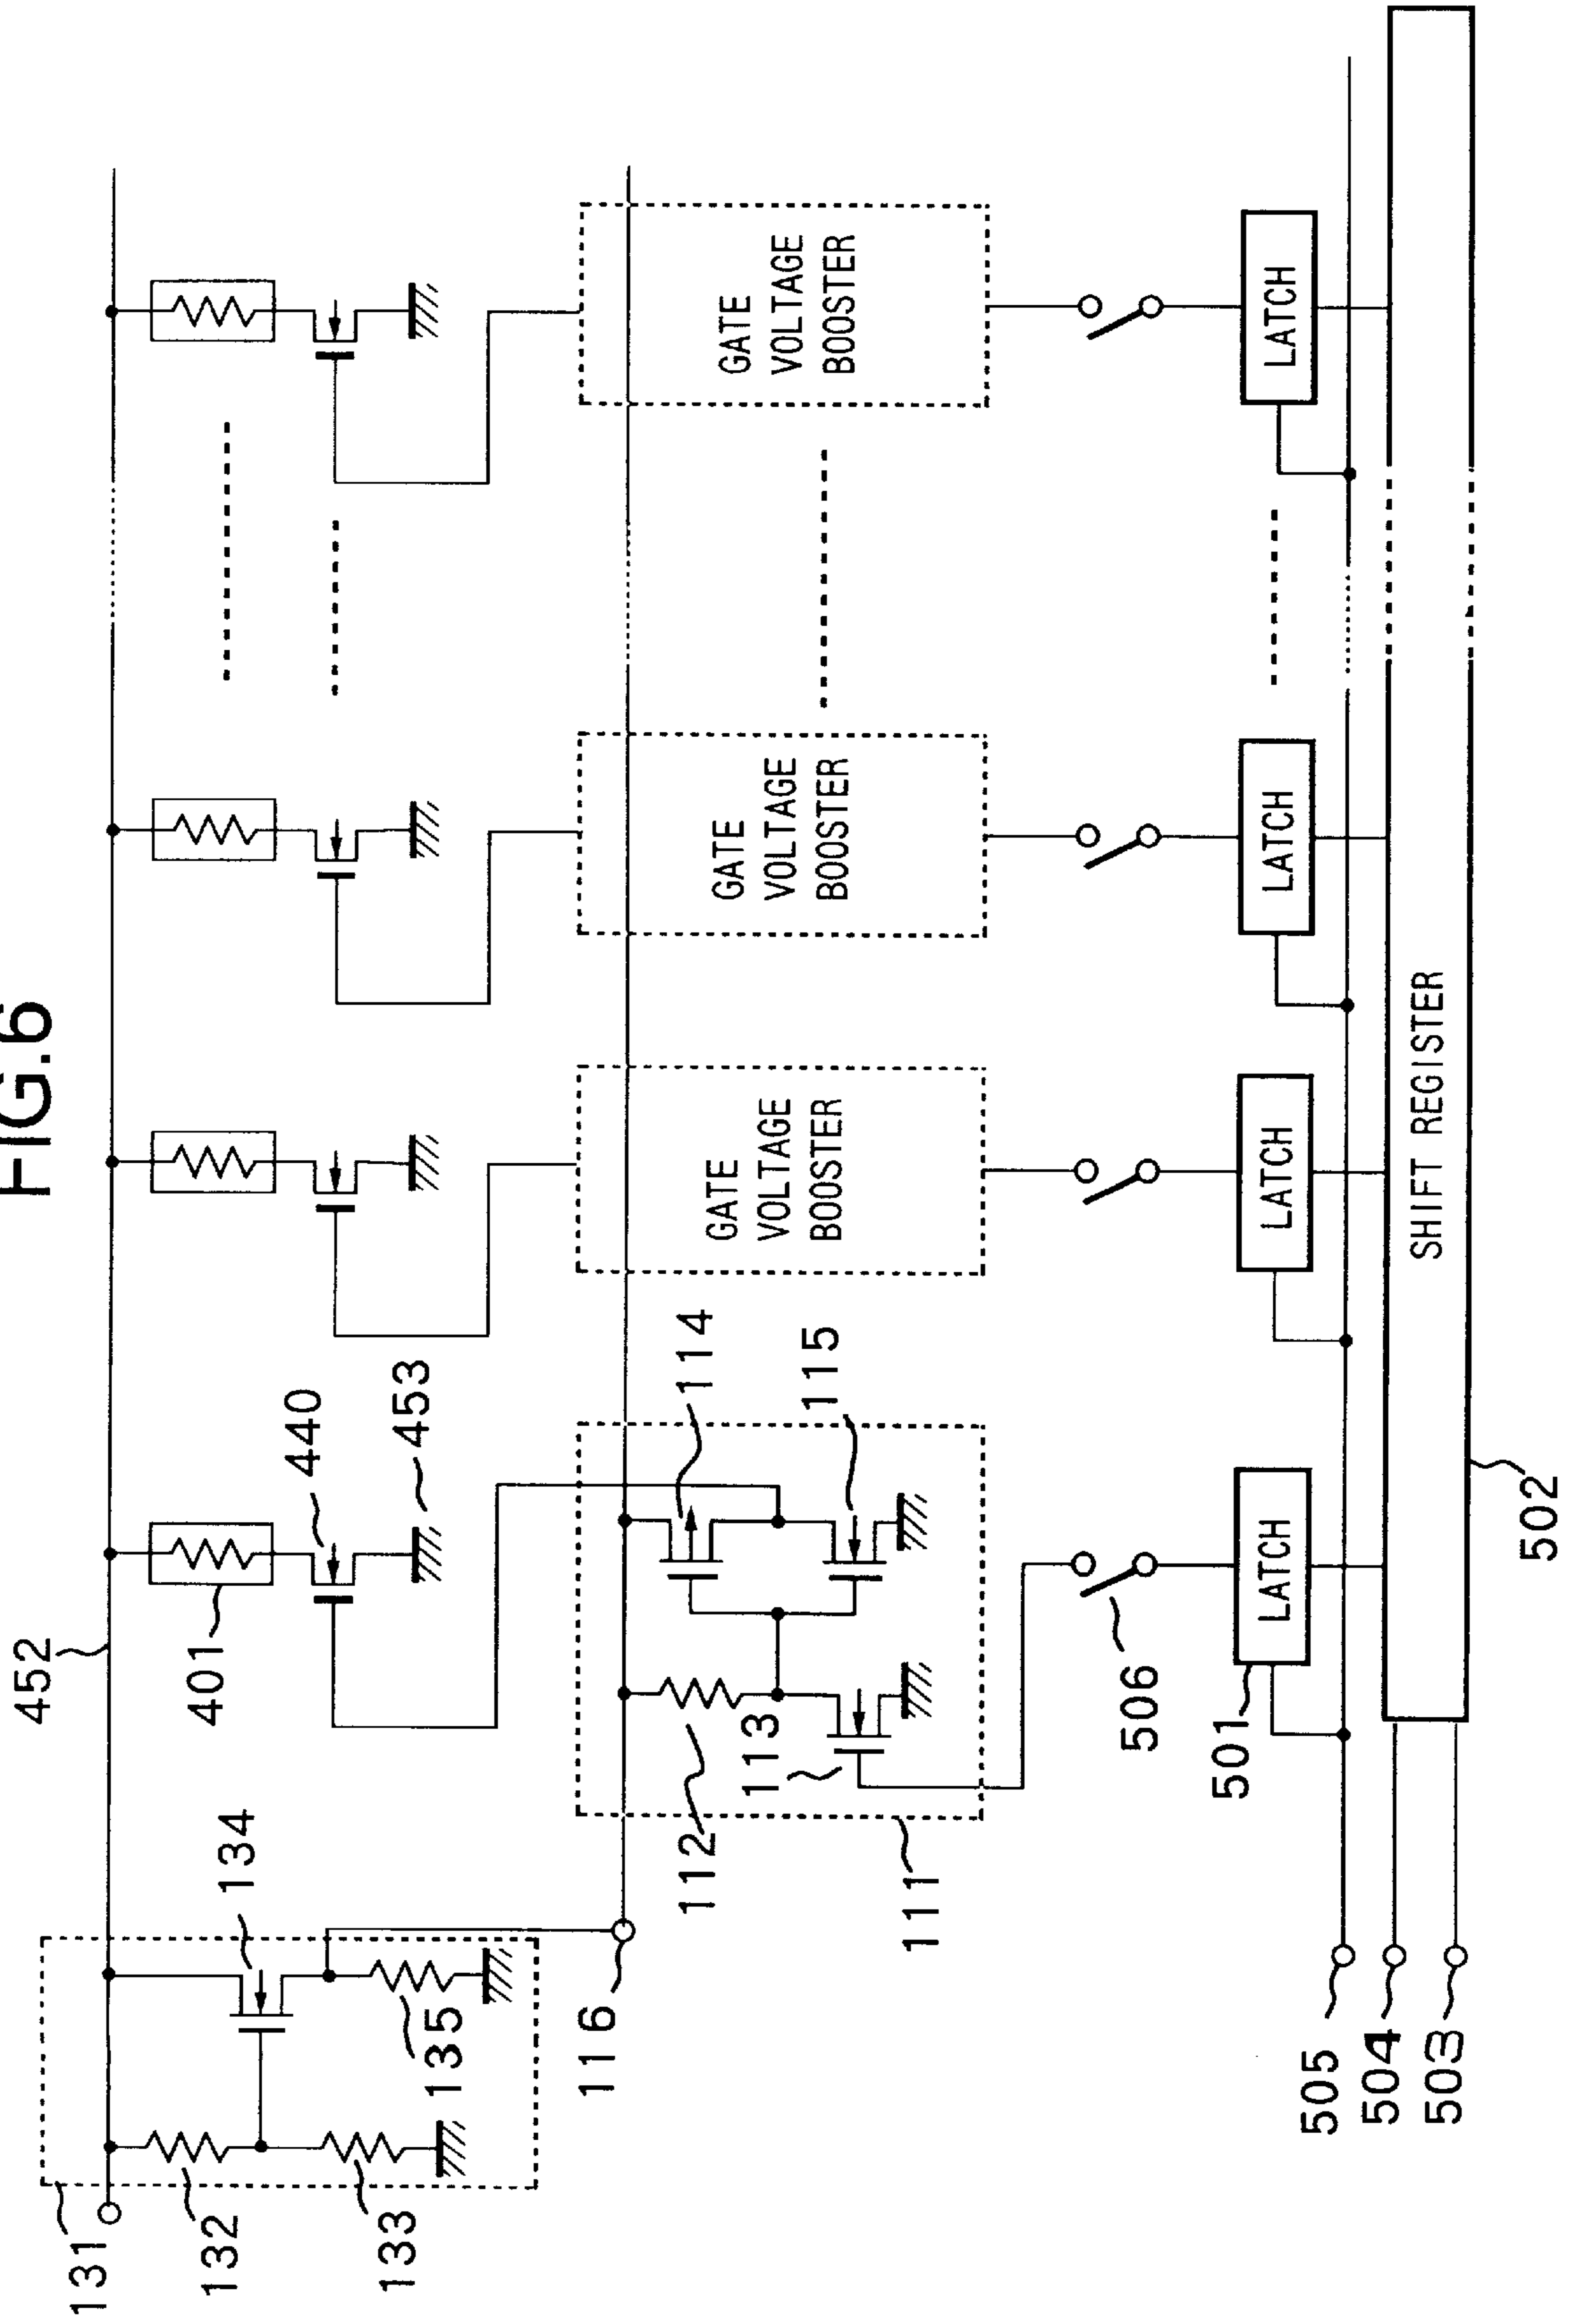 FIG.6
452
401
440
453
131
132
133
134
135
116
112
113
114
115
111
GATE
VOLTAGE
BOOSTER
GATE
VOLTAGE
BOOSTER
GATE
VOLTAGE
BOOSTER
506
501
LATCH
LATCH
LATCH
LATCH
505
504
503
SHIFT REGISTER
502